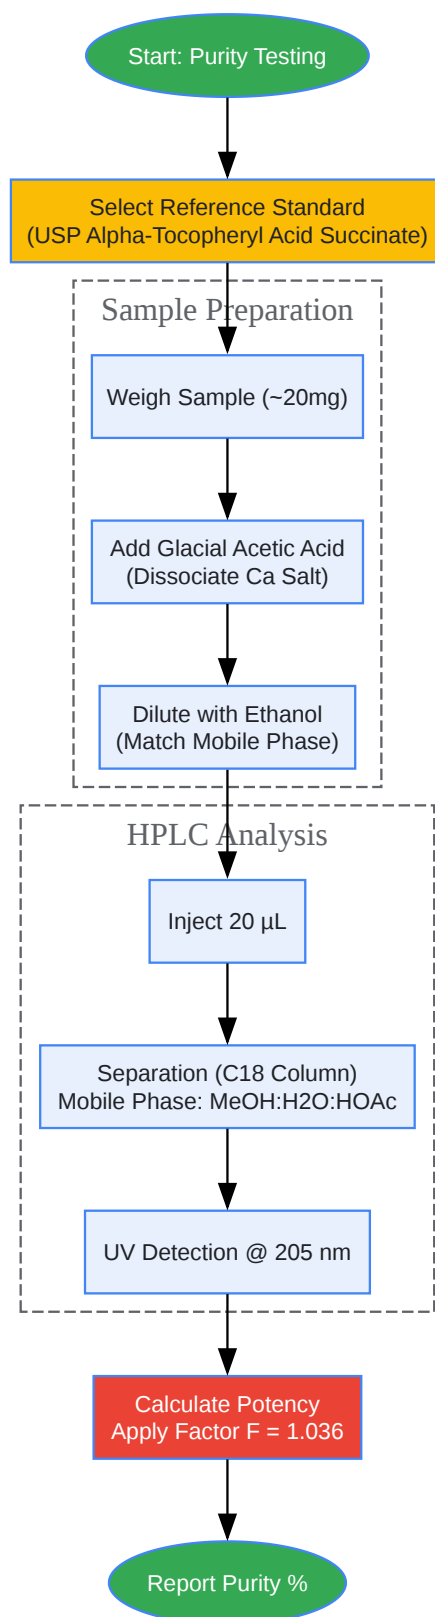 Start: Purity Testing
Select Reference Standard
(USP Alpha-Tocopheryl Acid Succinate)
Sample Preparation
Weigh Sample (~20mg)
Add Glacial Acetic Acid
(Dissociate Ca Salt)
Dilute with Ethanol
(Match Mobile Phase)
HPLC Analysis
Inject 20 µL
Separation (C18 Column)
Mobile Phase: MeOH:H2O:HOAc
UV Detection @ 205 nm
Calculate Potency
Apply Factor F = 1.036
Report Purity %